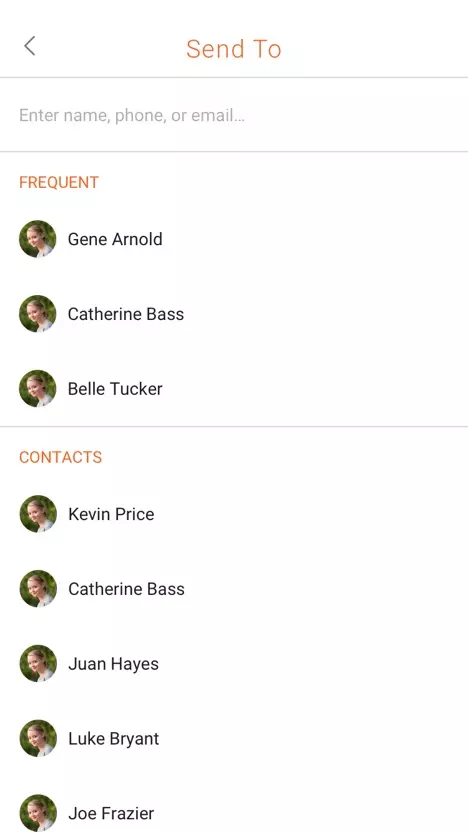 Send To
Enter name, phone, or email...
FREQUENT
Gene Arnold
Catherine Bass
Belle Tucker
CONTACTS
Kevin Price
Catherine Bass
Juan Hayes
Luke Bryant
Joe Frazier